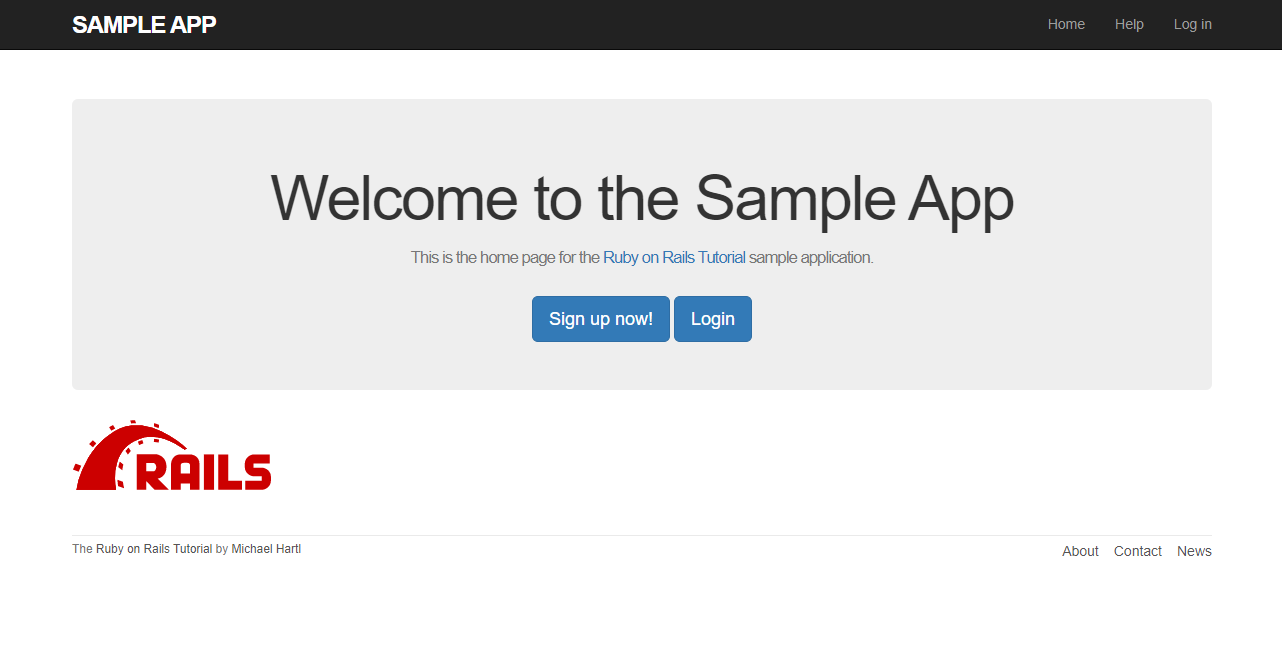 SAMPLE APP
Home Help Log in
Welcome to the Sample App
This is the home page for the Ruby on Rails Tutorial sample application.
Sign up now! Login
RAILS
The Ruby on Rails Tutorial by Michael Hartl
About Contact News